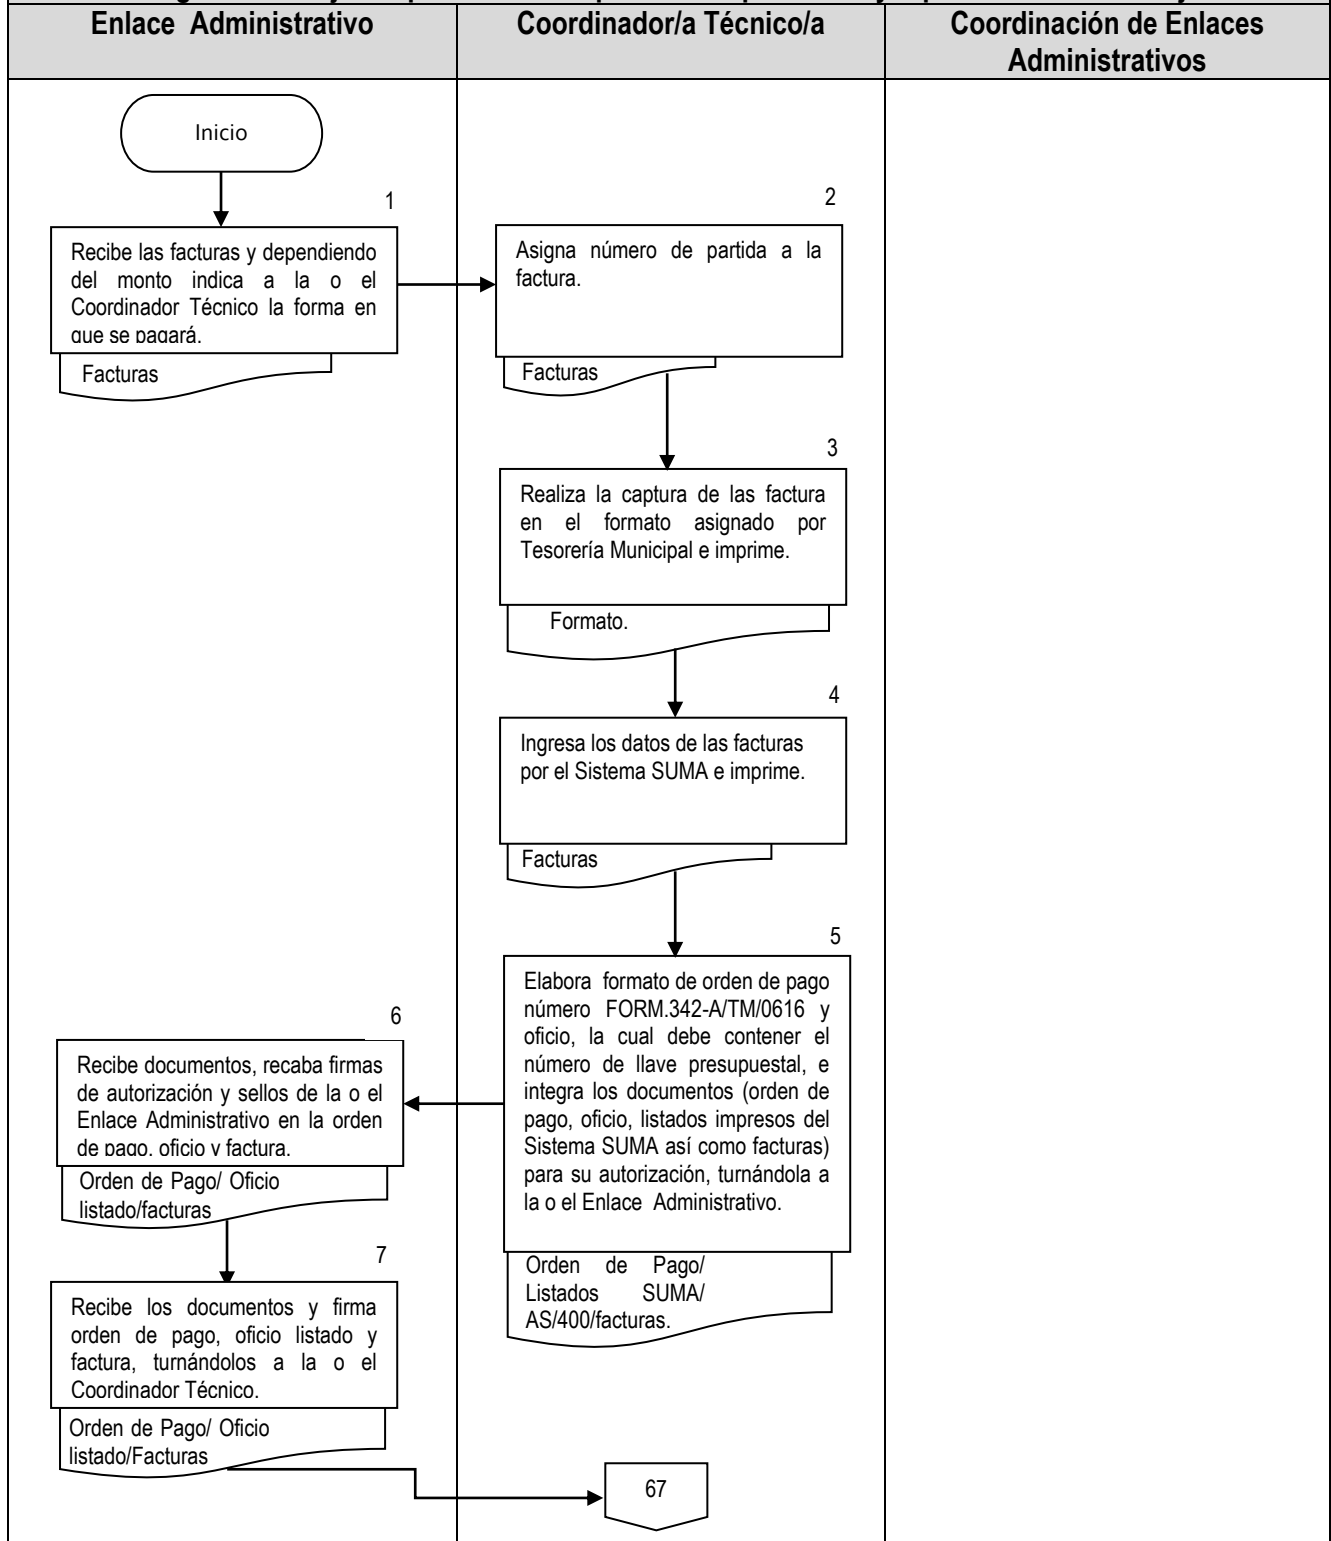 Enlace Administrativo
Coordinador/a Técnico/a
Coordinación de Enlaces
Administrativos
Inicio
1
Recibe las facturas y dependiendo
del monto indica a la o el
Coordinador Técnico la forma en
que se pagará.
Facturas
2
Asigna número de partida a la
factura.
Facturas
3
Realiza la captura de las factura
en el formato asignado por
Tesorería Municipal e imprime.
Formato.
4
Ingresa los datos de las facturas
por el Sistema SUMA e imprime.
Facturas
5
Elabora formato de orden de pago
número FORM.342-A/TM/0616 y
oficio, la cual debe contener el
número de llave presupuestal, e
integra los documentos (orden de
pago, oficio, listados impresos del
Sistema SUMA así como facturas)
para su autorización, turnándola a
la o el Enlace Administrativo.
Orden de Pago/
Listados SUMA/
AS/400/facturas.
6
Recibe documentos, recaba firmas
de autorización y sellos de la o el
Enlace Administrativo en la orden
de pago, oficio y factura.
Orden de Pago/ Oficio
listado/facturas
7
Recibe los documentos y firma
orden de pago, oficio listado y
factura, turnándolos a la o el
Coordinador Técnico.
Orden de Pago/ Oficio
listado/Facturas
67